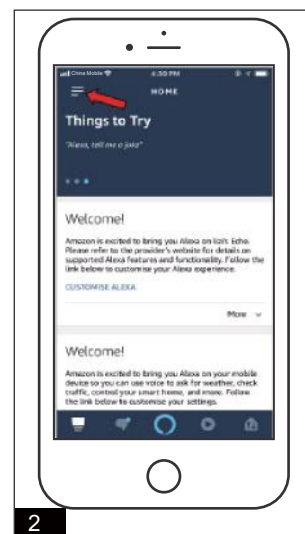 China Mobile 4:30 PM
HOME
Things to Try
"Alexa, tell me a joke"
Welcome!
Amazon is excited to bring you Alexa on Echo.
Please refer to the provider's website for details on
supported Alexa features and functionality. Follow the
link below to customise your Alexa experience.
CUSTOMISE ALEXA
More
Welcome!
Amazon is excited to bring you Alexa on your mobile
device so you can use voice to ask for weather, check
traffic, control your smart home, and more. Follow
the link below to customise your settings.
2